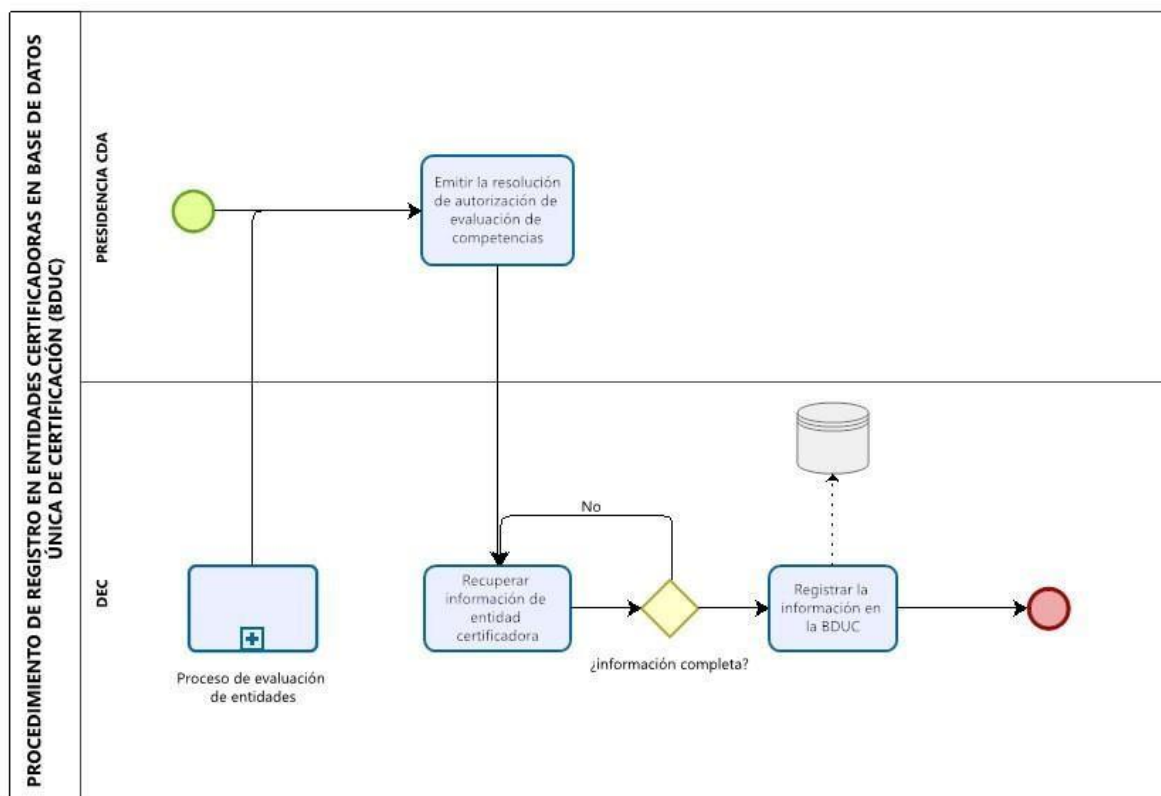 PROCEDIMIENTO DE REGISTRO EN ENTIDADES CERTIFICADORAS EN BASE DE DATOS
ÚNICA DE CERTIFICACIÓN (BDUC)
PRESIDENCIA CDA
Emitir la resolución
de autorización de
evaluación de
competencias
DEC
Proceso de evaluación
de entidades
Recuperar
información de
entidad
certificadora
No
¿información completa?
Registrar la
información en
la BDUC